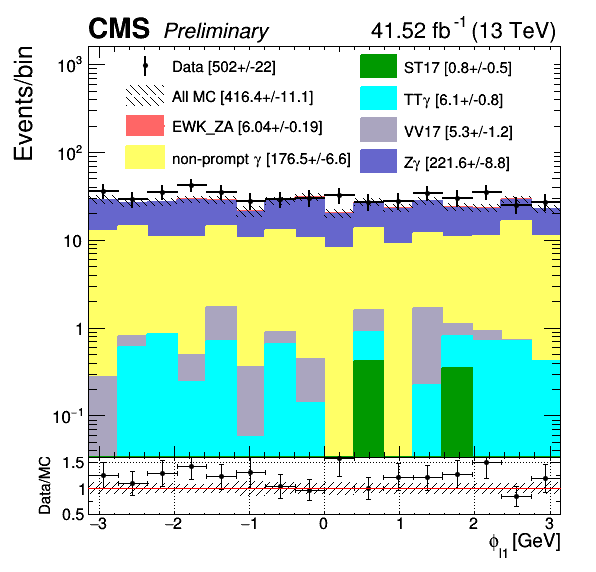 CMS Preliminary 41.52 fb⁻¹ (13 TeV)
Events/bin
10³
10²
10
1
10⁻¹
Data [502+/-22]
All MC [416.4+/-11.1]
EWK_ZA [6.04+/-0.19]
non-prompt γ [176.5+/-6.6]
ST17 [0.8+/-0.5]
TTγ [6.1+/-0.8]
VV17 [5.3+/-1.2]
Zγ [221.6+/-8.8]
Data/MC
1.5
1
0.5
−3 −2 −1 0 1 2 3
ϕ_l1 [GeV]